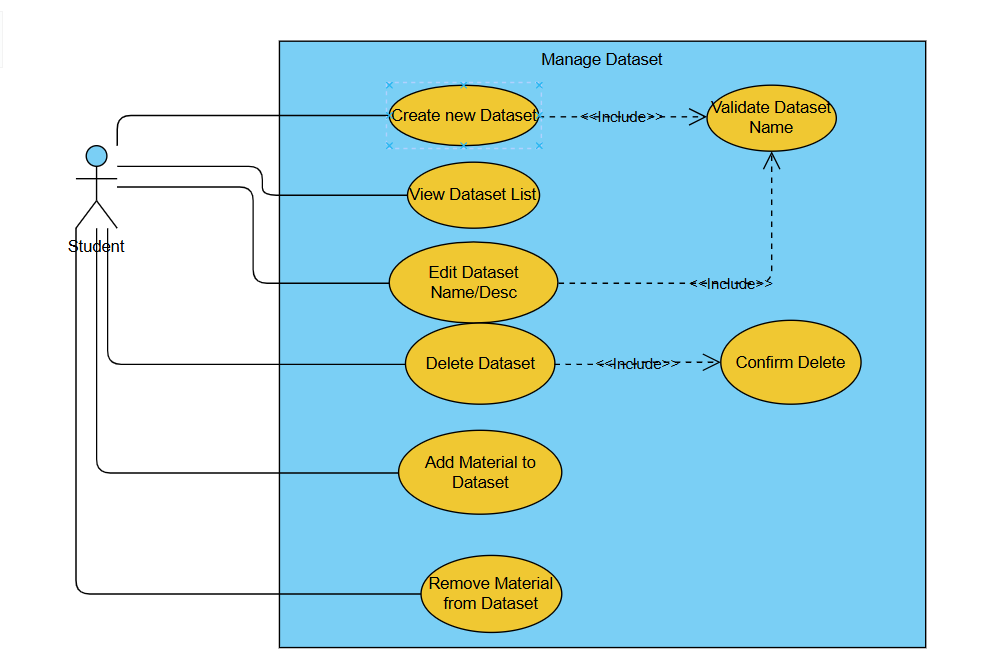 Manage Dataset
Create new Dataset
<<Include>>
Validate Dataset
Name
View Dataset List
Student
Edit Dataset
Name/Desc
<<Include>>
Delete Dataset
<<Include>>
Confirm Delete
Add Material to
Dataset
Remove Material
from Dataset